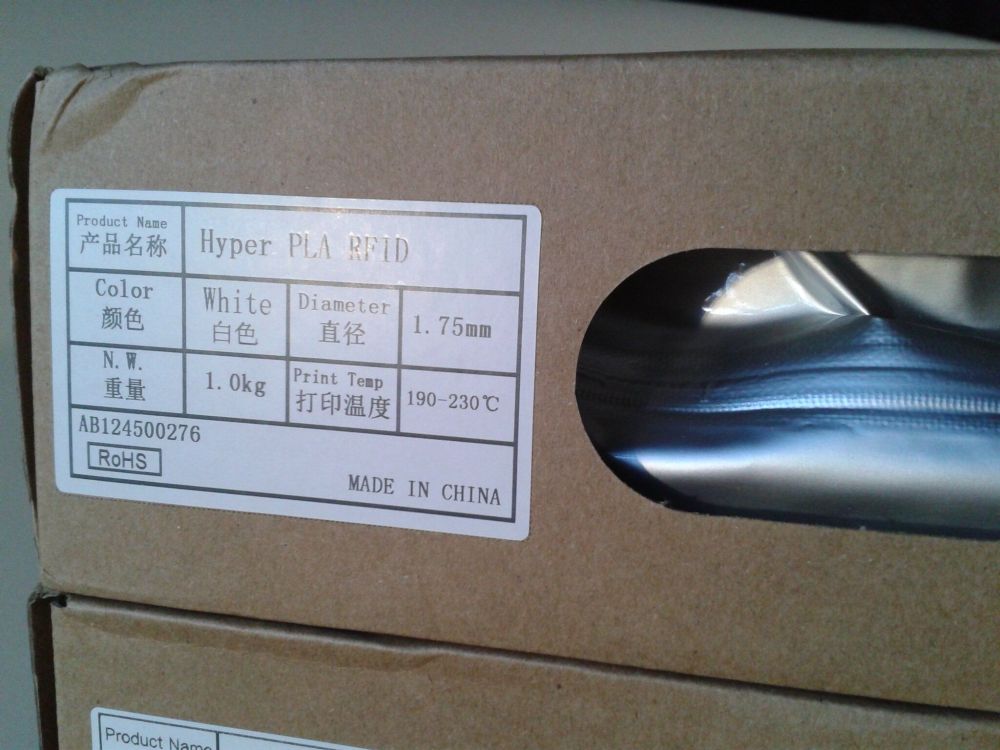 Product Name
产品名称
Hyper PLA RFID
Color
颜色
White
白色
Diameter
直径
1.75mm
N.W.
重量
1.0kg
Print Temp
打印温度
190-230℃
AB124500276
RoHS
MADE IN CHINA
Product Name